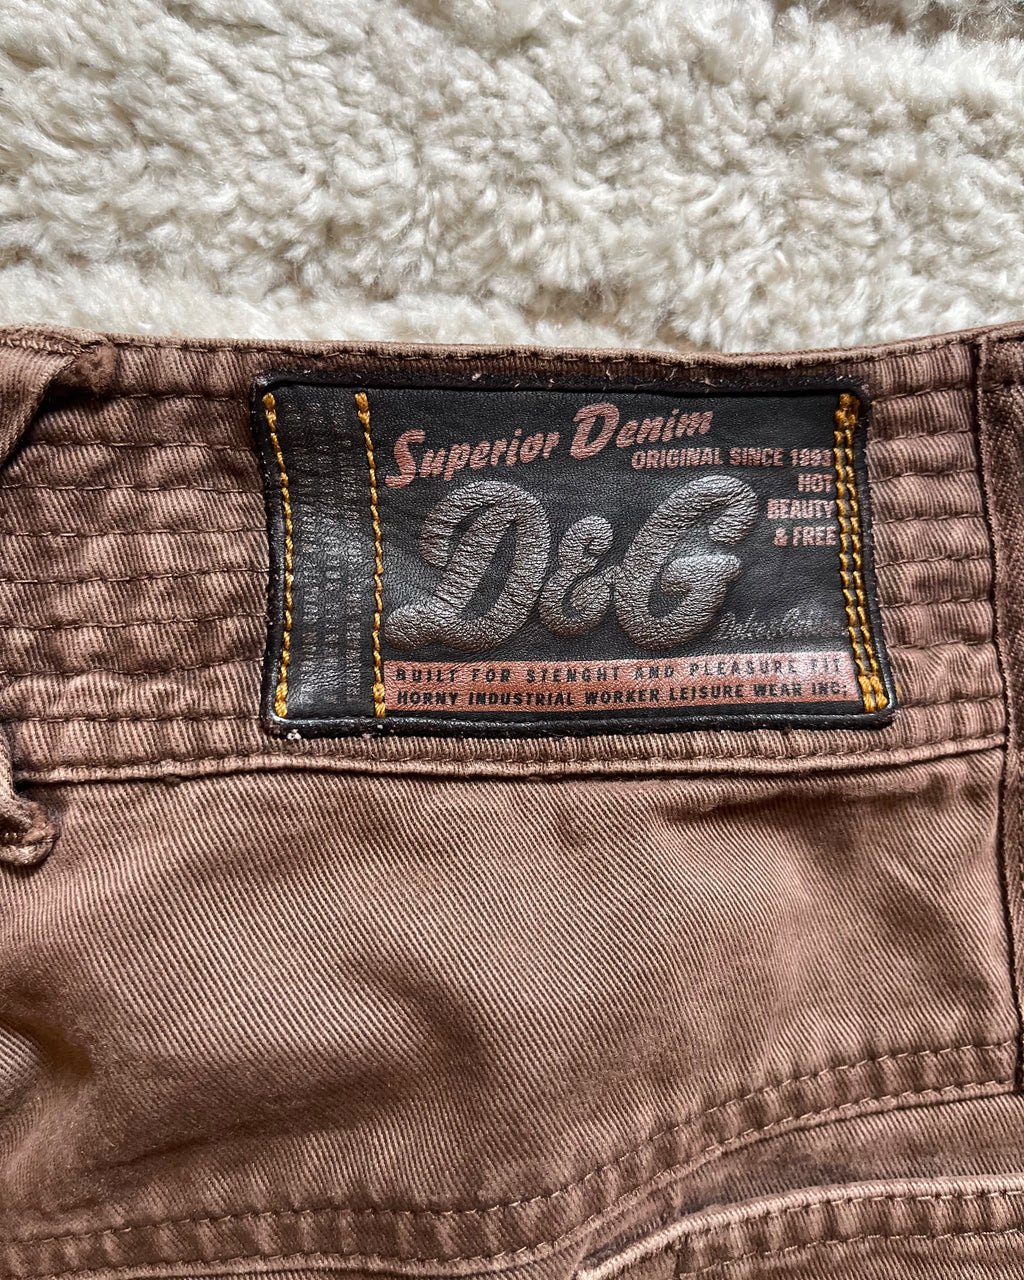 Superior Denim
ORIGINAL SINCE 1993
HOT
BEAUTY
& FREE
D&G
BUILT FOR STENGHT AND PLEASURE FIT
HORNY INDUSTRIAL WORKER LEISURE WEAR INC.